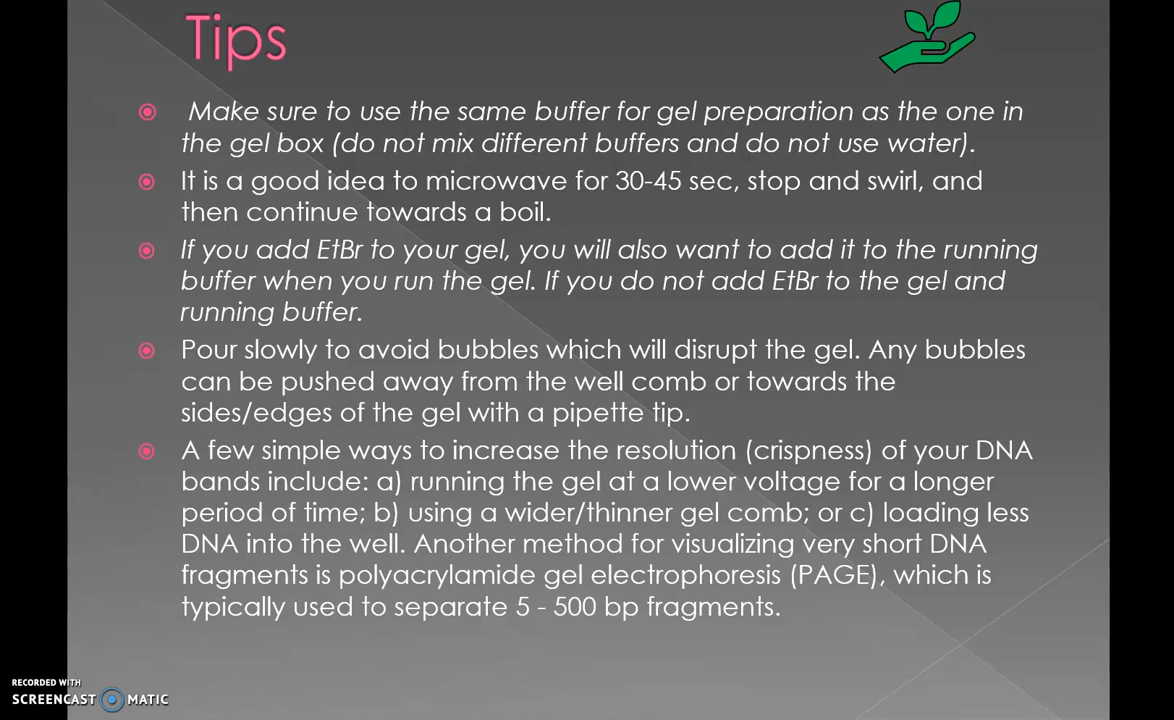 Tips
Make sure to use the same buffer for gel preparation as the one in
the gel box (do not mix different buffers and do not use water).
It is a good idea to microwave for 30-45 sec, stop and swirl, and
then continue towards a boil.
If you add EtBr to your gel, you will also want to add it to the running
buffer when you run the gel. If you do not add EtBr to the gel and
running buffer.
Pour slowly to avoid bubbles which will disrupt the gel. Any bubbles
can be pushed away from the well comb or towards the
sides/edges of the gel with a pipette tip.
A few simple ways to increase the resolution (crispness) of your DNA
bands include: a) running the gel at a lower voltage for a longer
period of time; b) using a wider/thinner gel comb; or c) loading less
DNA into the well. Another method for visualizing very short DNA
fragments is polyacrylamide gel electrophoresis (PAGE), which is
typically used to separate 5 - 500 bp fragments.
RECORDED WITH
SCREENCAST MATIC